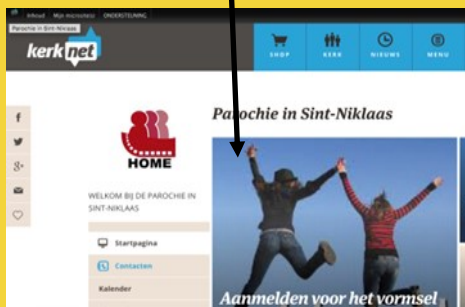 Inhoud Mijn microsites ONDERSTEUNING
Parochie in Sint-Niklaas
kerknet
SHOP
KERK
NIEUWS
MENU
Parochie in Sint-Niklaas
HOME
WELKOM BIJ DE PAROCHIE IN
SINT-NIKLAAS
Startpagina
Contacten
Kalender
Aanmelden voor het vormsel